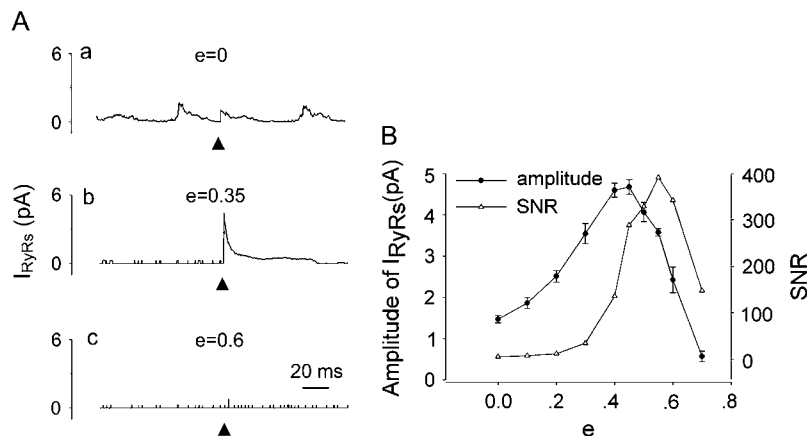 A
6
a
e=0
0
6
b
e=0.35
0
I_RyRs (pA)
6
c
e=0.6
20 ms
0
B
amplitude
SNR
5
4
3
2
1
0
Amplitude of I_RyRs(pA)
400
300
200
100
0
SNR
0.0 .2 .4 .6 .8
e